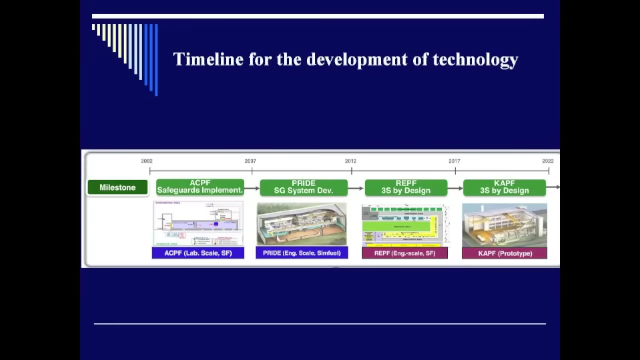 Timeline for the development of technology
2002 2007 2012 2017 2022
Milestone
ACPF
Safeguards Implement.
PRIDE
SG System Dev.
REPF
3S by Design
KAPF
3S by Design
ACPF (Lab. Scale, SF)
PRIDE (Eng. Scale, Simfuel)
REPF (Eng.-scale, SF)
KAPF (Prototype)